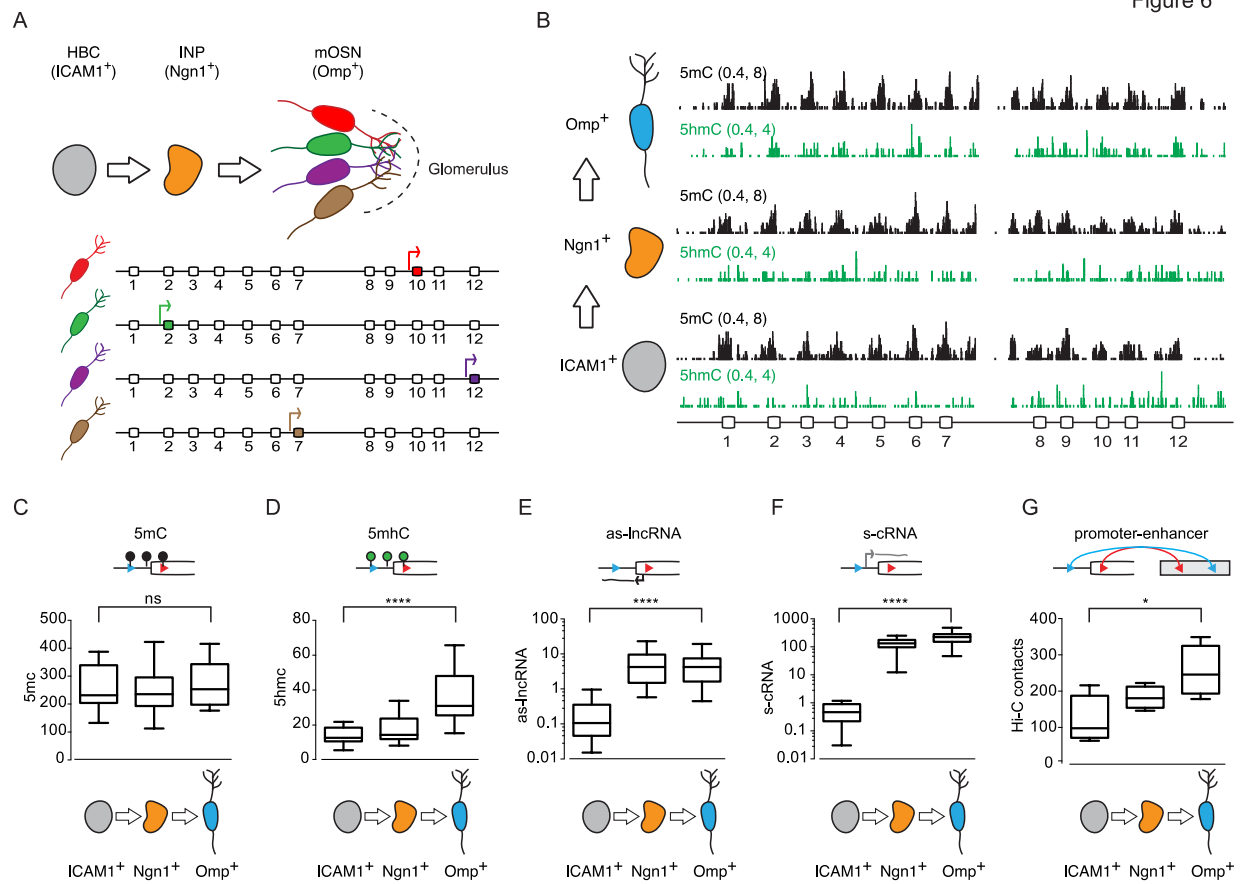 Figure 6
A
HBC
(ICAM1+)
INP
(Ngn1+)
mOSN
(Omp+)
Glomerulus
1 2 3 4 5 6 7 8 9 10 11 12
1 2 3 4 5 6 7 8 9 10 11 12
1 2 3 4 5 6 7 8 9 10 11 12
1 2 3 4 5 6 7 8 9 10 11 12
B
Omp+
5mC (0.4, 8)
5hmC (0.4, 4)
Ngn1+
5mC (0.4, 8)
5hmC (0.4, 4)
ICAM1+
5mC (0.4, 8)
5hmC (0.4, 4)
1 2 3 4 5 6 7 8 9 10 11 12
C
5mC
ns
5mc
500
400
300
200
100
0
ICAM1+ Ngn1+ Omp+
D
5mhC
****
5hmc
80
60
40
20
0
ICAM1+ Ngn1+ Omp+
E
as-lncRNA
****
as-lncRNA
100
10
1
0.1
0.01
ICAM1+ Ngn1+ Omp+
F
s-cRNA
****
s-cRNA
1000
100
10
1
0.1
0.01
ICAM1+ Ngn1+ Omp+
G
promoter-enhancer
*
Hi-C contacts
400
300
200
100
0
ICAM1+ Ngn1+ Omp+